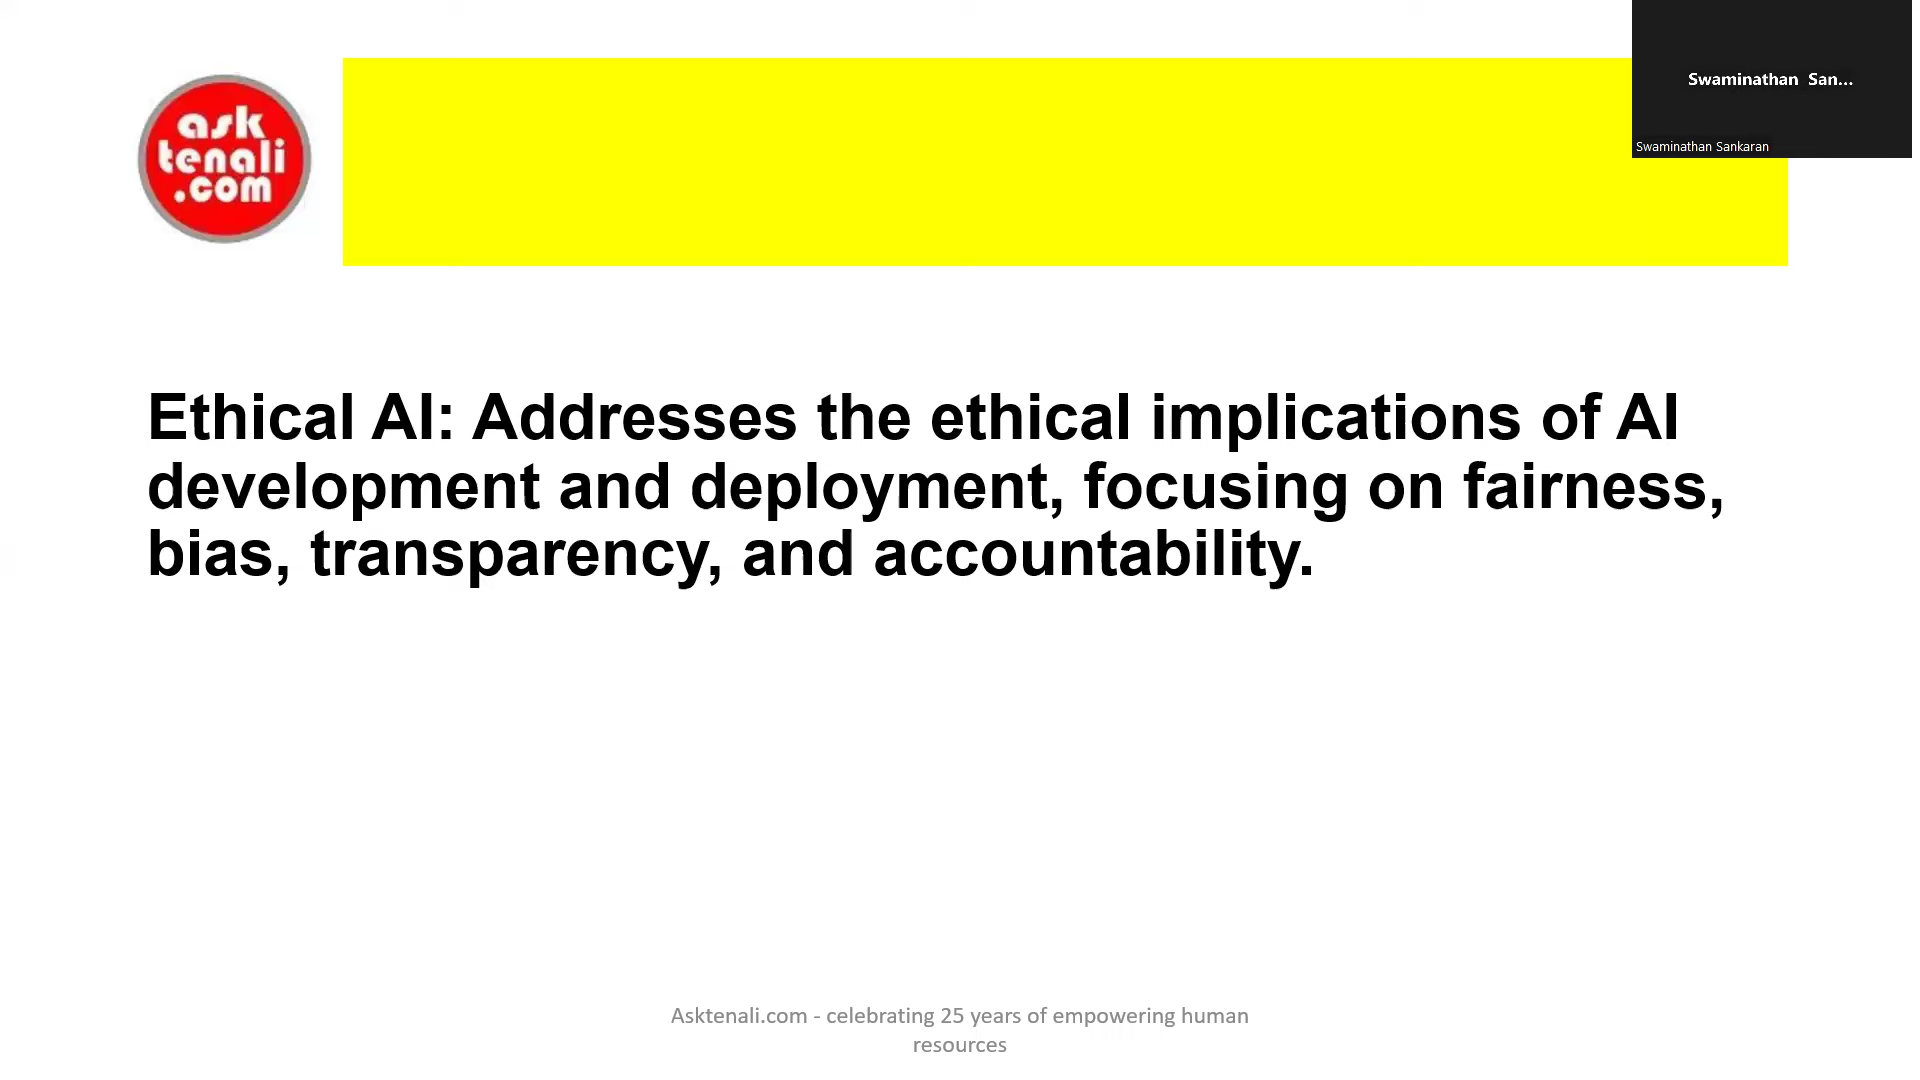 ask
tenali
.com
Swaminathan San...
Swaminathan Sankaran
Ethical AI: Addresses the ethical implications of AI
development and deployment, focusing on fairness,
bias, transparency, and accountability.
Asktenali.com - celebrating 25 years of empowering human
resources